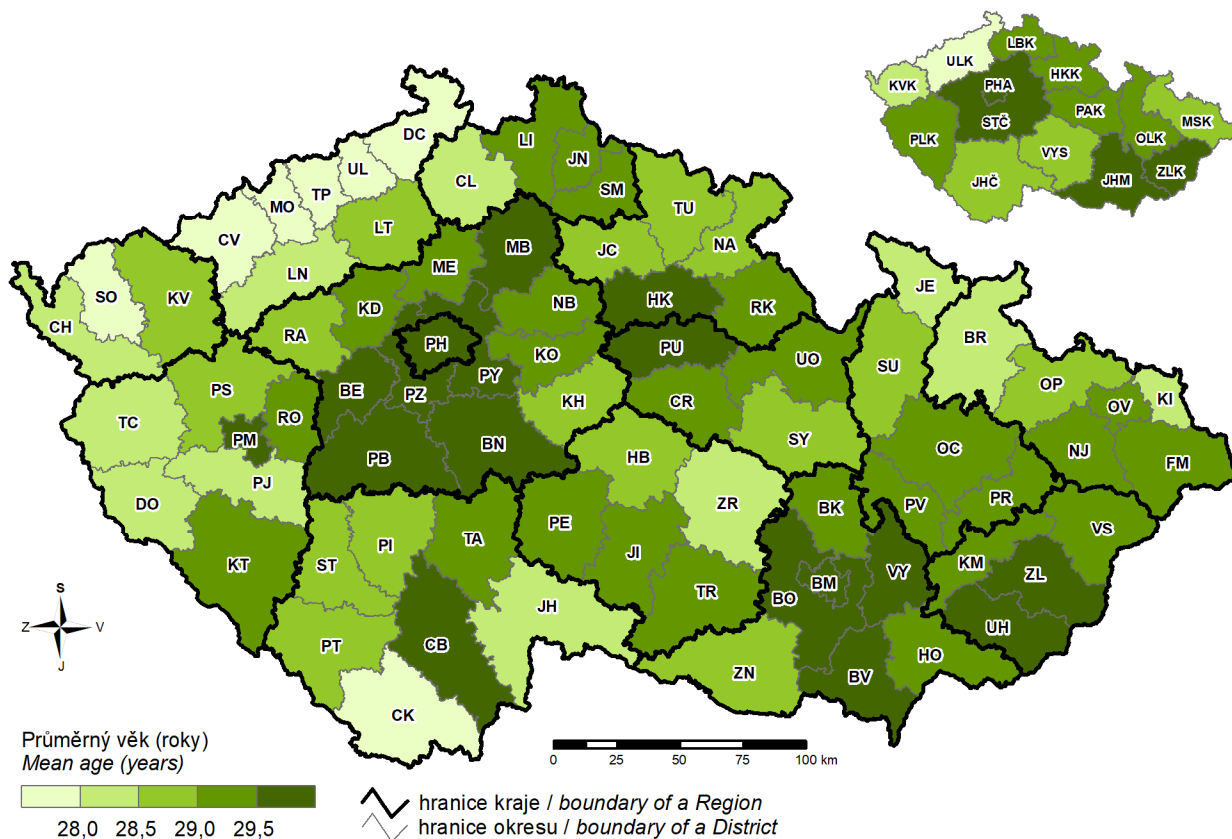 ULK
LBK
KVK
PHA
HKK
STČ
PAK
MSK
PLK
OLK
VYS
JHČ
JHM
ZLK
DC
LI
JN
UL
CL
SM
TP
MO
TU
CV
LT
MB
JC
NA
LN
ME
SO
KV
KD
NB
HK
RK
JE
CH
RA
PH
KO
PU
UO
BR
BE
PZ
PY
SU
PS
KH
CR
OP
KI
TC
RO
OV
PM
SY
OC
PB
BN
HB
NJ
FM
PJ
DO
ZR
PR
BK
PV
PE
VS
KT
ST
PI
TA
JI
KM
ZL
BM
VY
TR
BO
JH
UH
PT
CB
HO
ZN
BV
CK
S
Z V
J
Průměrný věk (roky)
Mean age (years)
28,0 28,5 29,0 29,5
0 25 50 75 100 km
hranice kraje / boundary of a Region
hranice okresu / boundary of a District